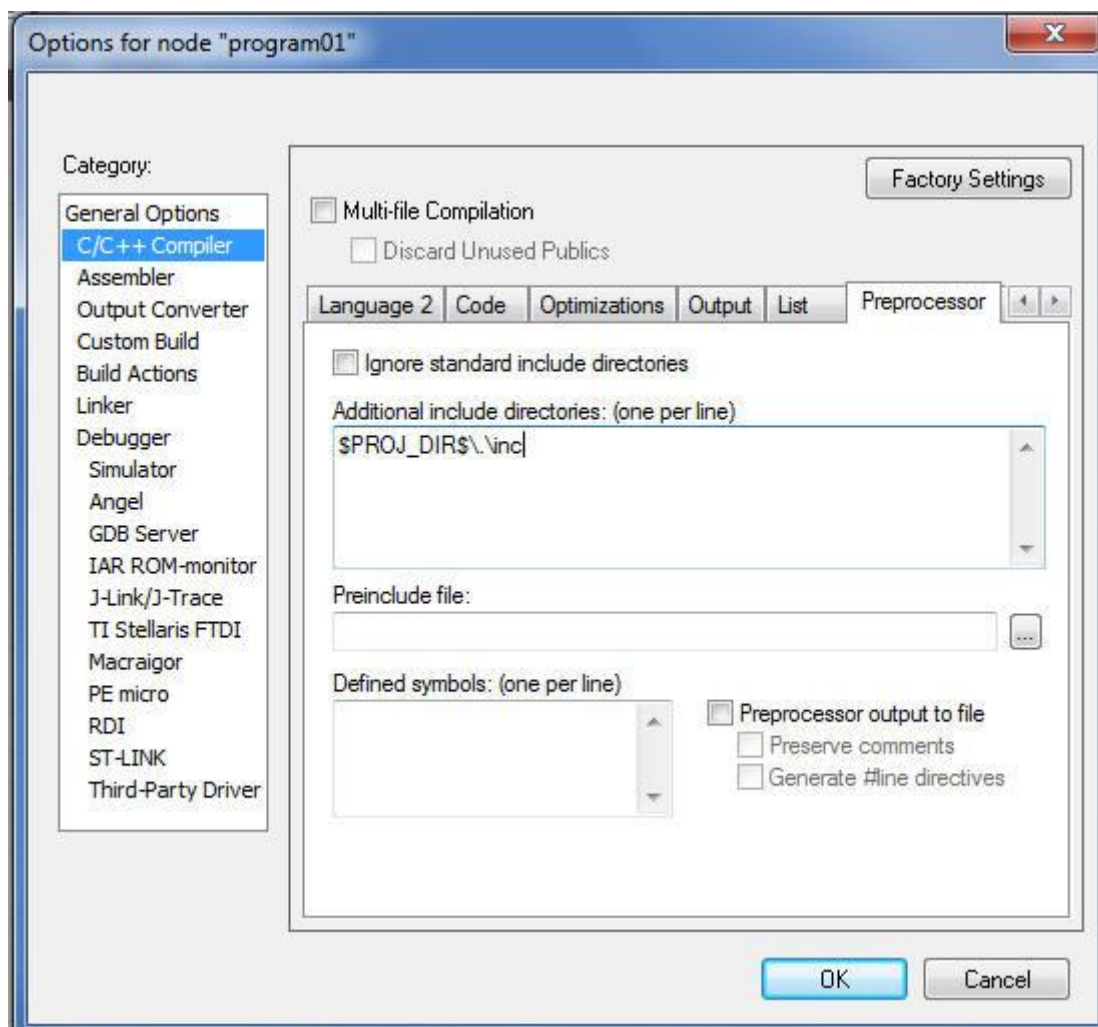 Options for node "program01"
Category:
General Options
C/C++ Compiler
Assembler
Output Converter
Custom Build
Build Actions
Linker
Debugger
Simulator
Angel
GDB Server
IAR ROM-monitor
J-Link/J-Trace
TI Stellaris FTDI
Macraigor
PE micro
RDI
ST-LINK
Third-Party Driver
Factory Settings
Multi-file Compilation
Discard Unused Publics
Language 2 Code Optimizations Output List Preprocessor
Ignore standard include directories
Additional include directories: (one per line)
$PROJ_DIR$\.\inc
Preinclude file:
...
Defined symbols: (one per line)
Preprocessor output to file
Preserve comments
Generate #line directives
OK Cancel